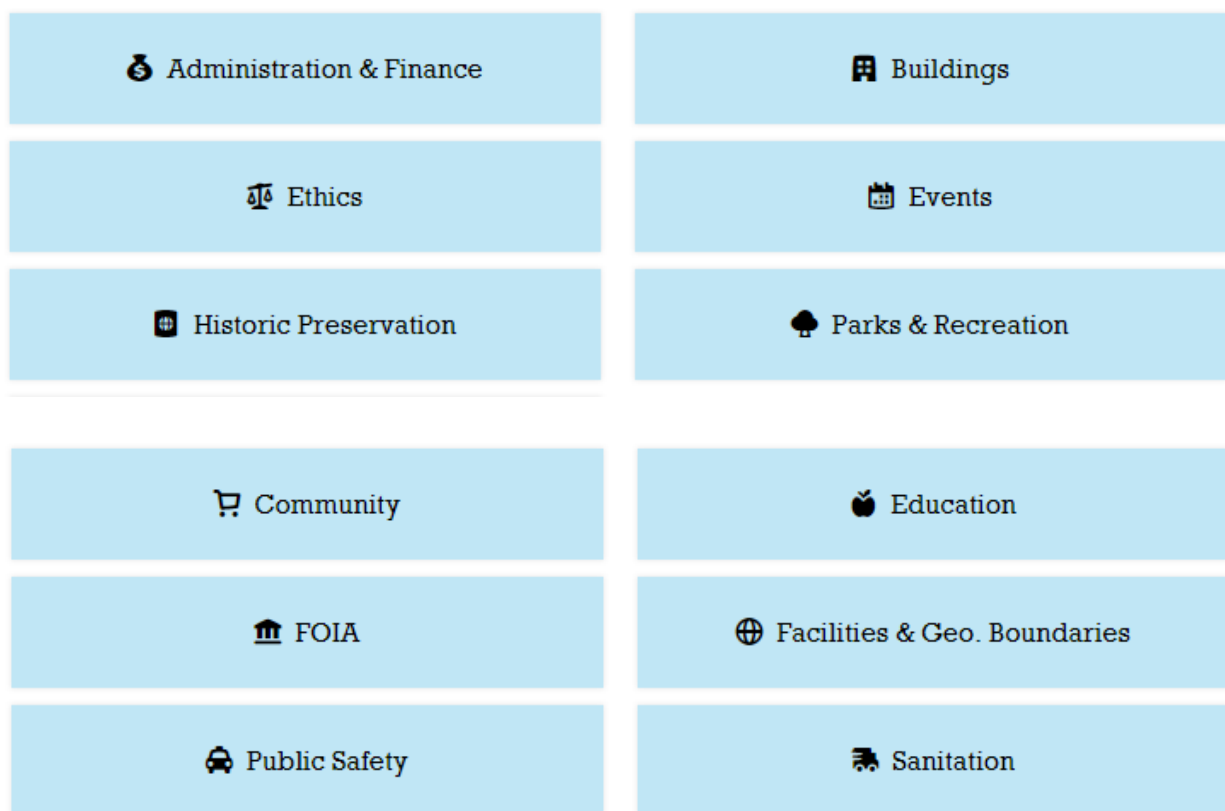 Administration & Finance
Buildings
Ethics
Events
Historic Preservation
Parks & Recreation
Community
Education
FOIA
Facilities & Geo. Boundaries
Public Safety
Sanitation